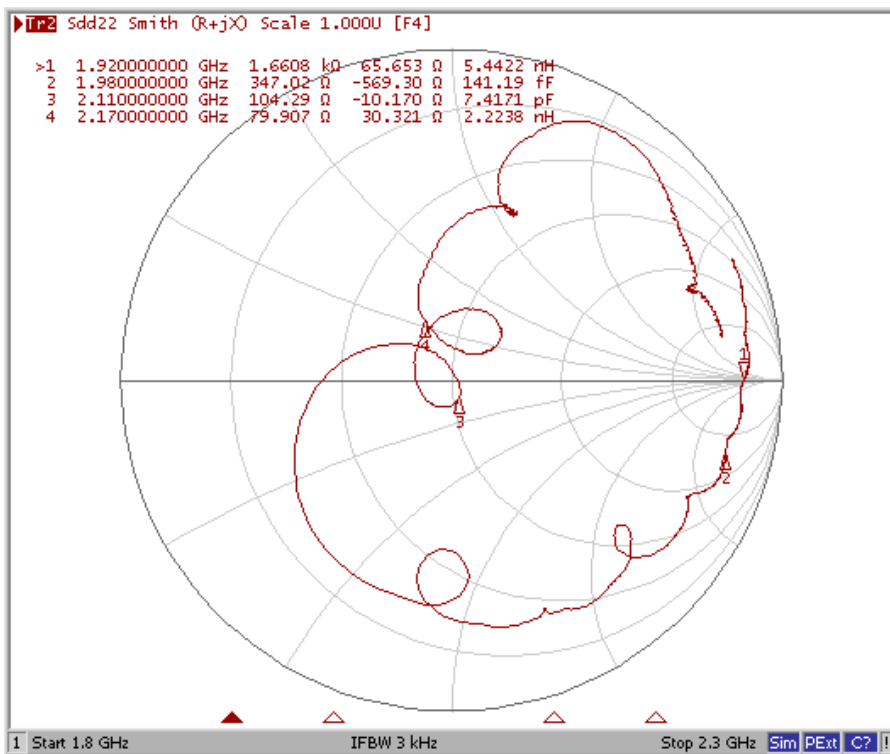 Tr2 Sdd22 Smith (R+jX) Scale 1.000U [F4]
>1 1.920000000 GHz 1.6608 kΩ 65.653 Ω 5.4422 nH
2 1.980000000 GHz 347.02 Ω -569.30 Ω 141.19 fF
3 2.110000000 GHz 104.29 Ω -10.170 Ω 7.4171 pF
4 2.170000000 GHz 79.907 Ω 30.321 Ω 2.2238 nH
1
4
3
2
1 Start 1.8 GHz IFBW 3 kHz Stop 2.3 GHz Sim PExt C? !